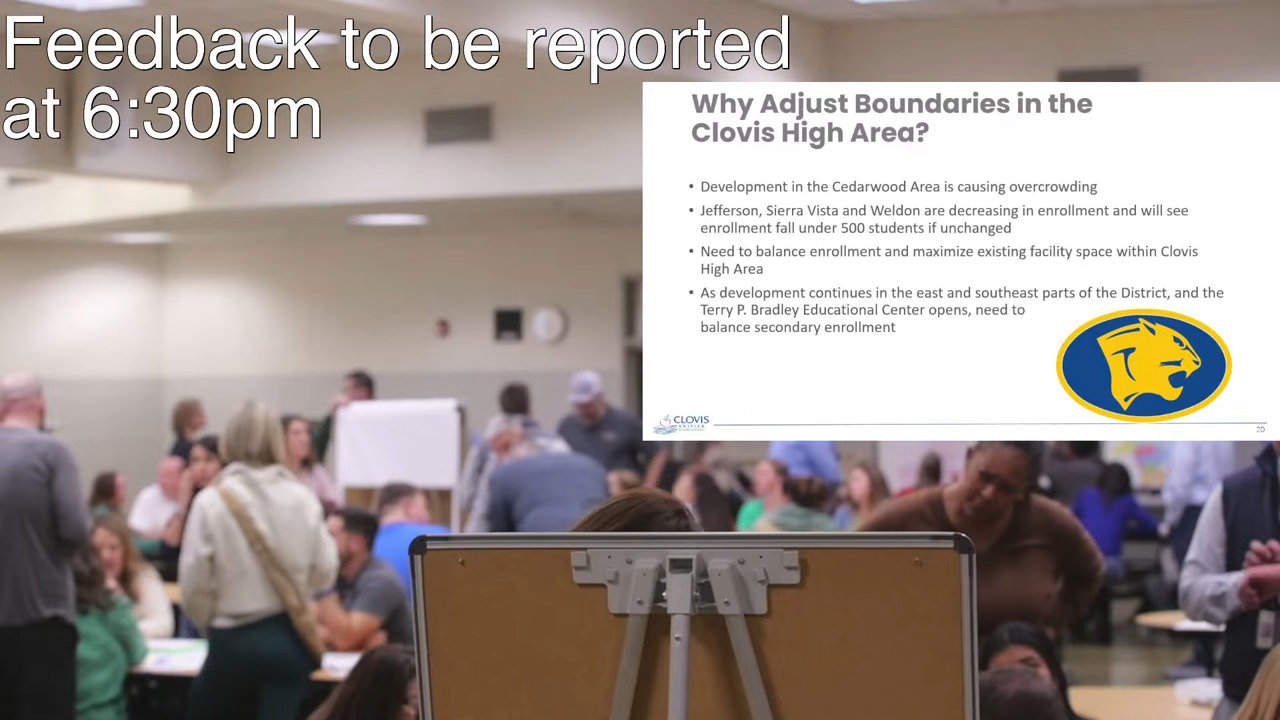 Feedback to be reported
at 6:30pm
Why Adjust Boundaries in the
Clovis High Area?
• Development in the Cedarwood Area is causing overcrowding
• Jefferson, Sierra Vista and Weldon are decreasing in enrollment and will see
enrollment fall under 500 students if unchanged
• Need to balance enrollment and maximize existing facility space within Clovis
High Area
• As development continues in the east and southeast parts of the District, and the
Terry P. Bradley Educational Center opens, need to
balance secondary enrollment
CLOVIS
UNIFIED
20